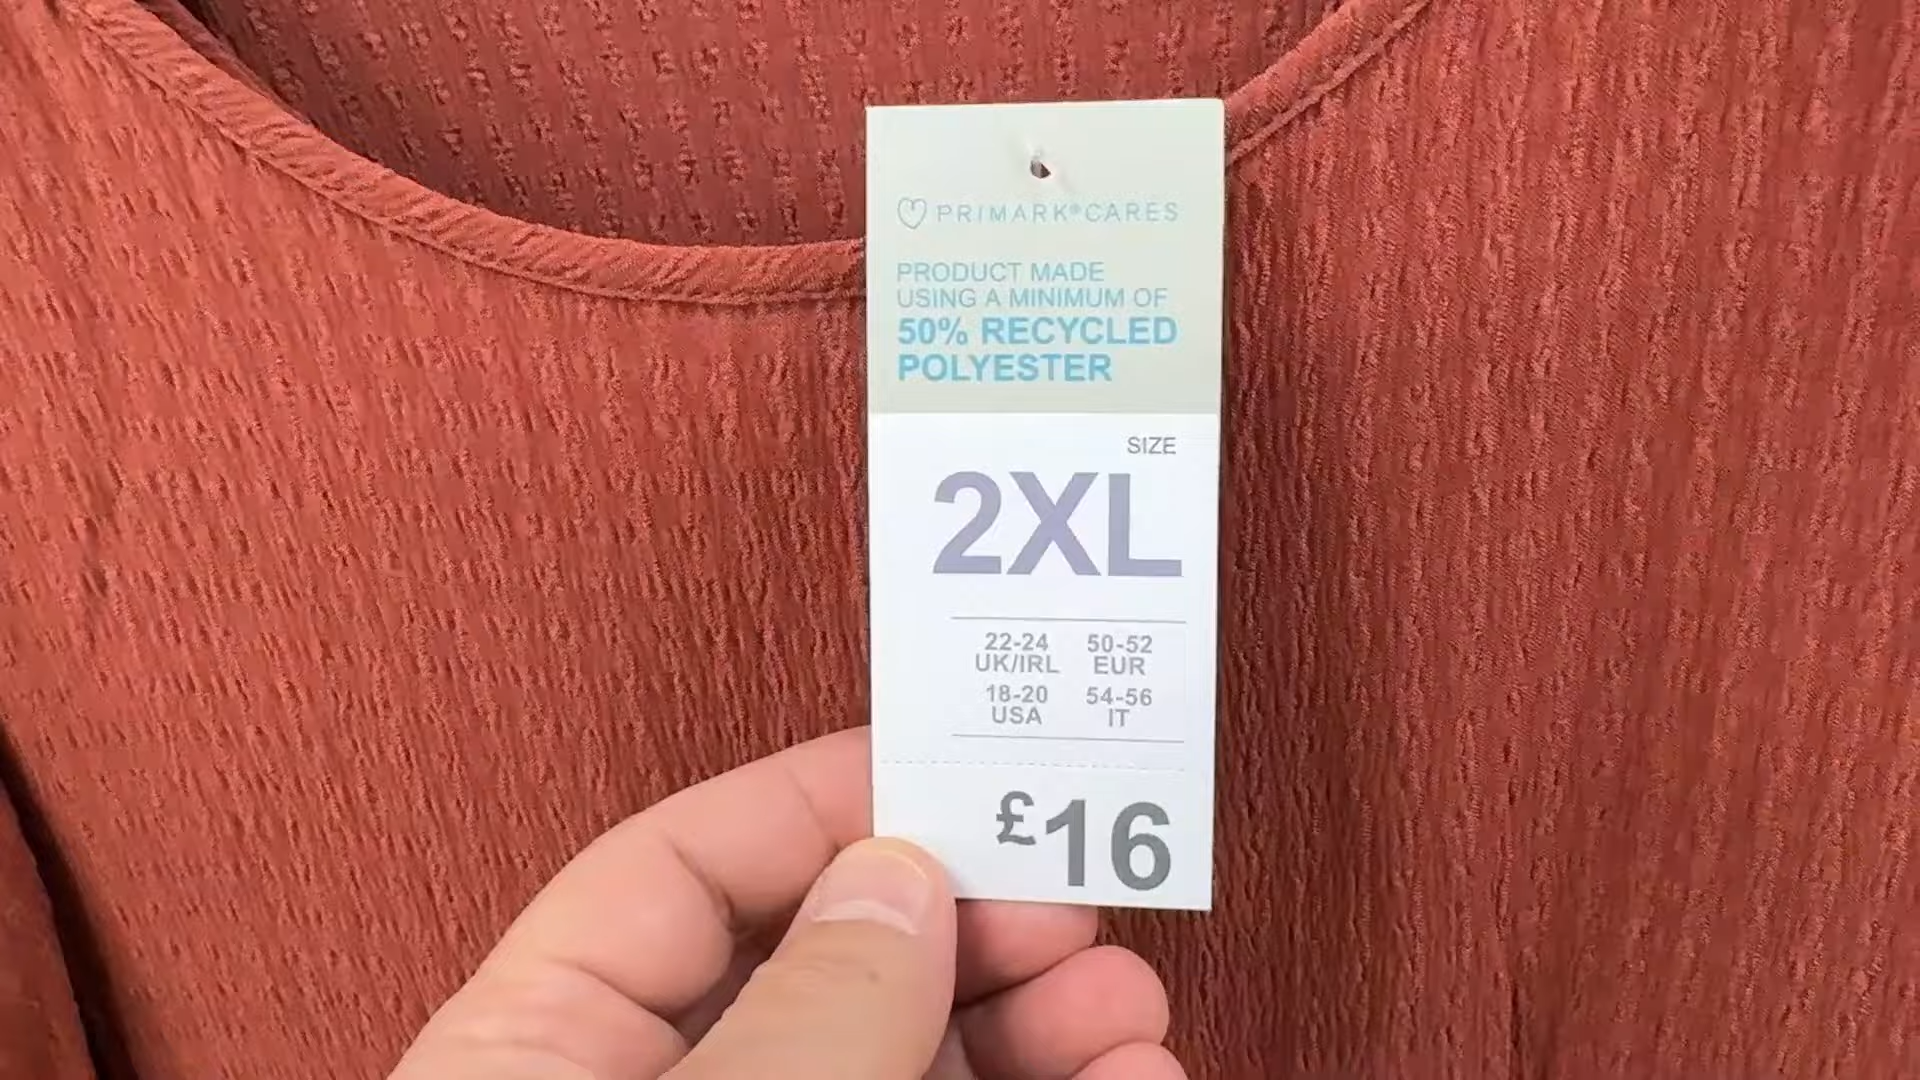 PRIMARK®CARES
PRODUCT MADE
USING A MINIMUM OF
50% RECYCLED
POLYESTER
SIZE
2XL
22-24 50-52
UK/IRL EUR
18-20 54-56
USA IT
£16